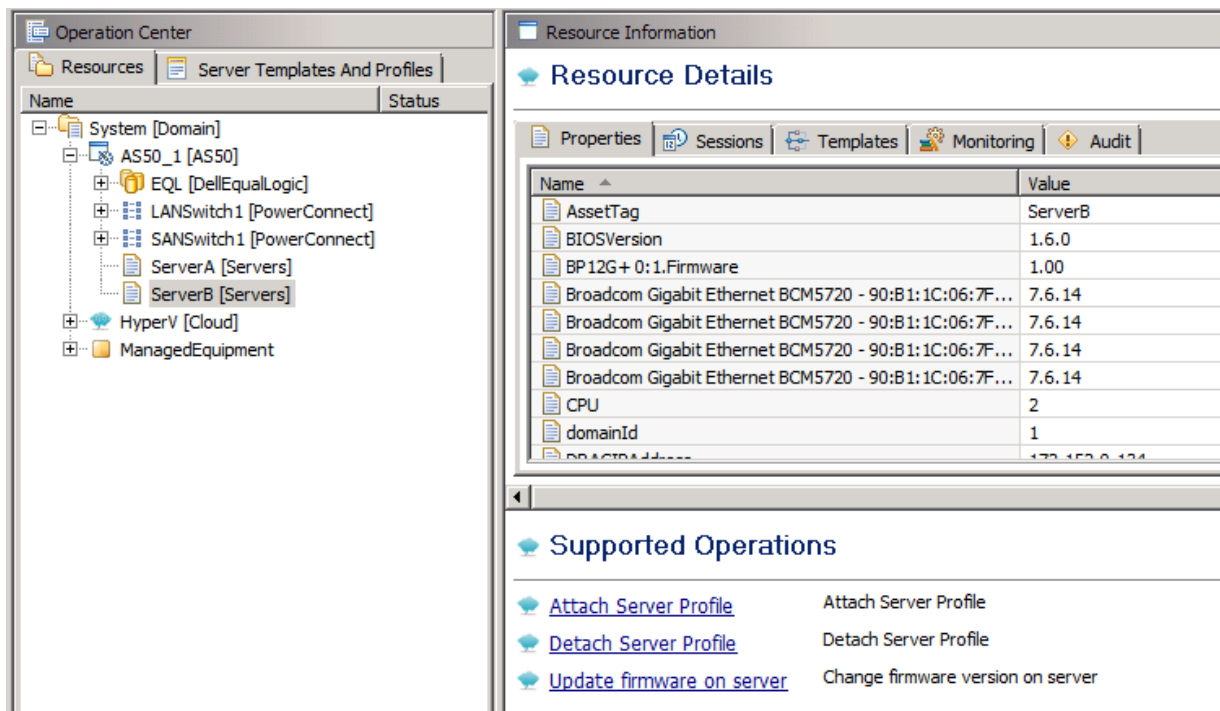 Operation Center
Resources
Server Templates And Profiles
Name Status
System [Domain]
AS50_1 [AS50]
EQL [DellEqualLogic]
LANSwitch1 [PowerConnect]
SANSwitch1 [PowerConnect]
ServerA [Servers]
ServerB [Servers]
HyperV [Cloud]
ManagedEquipment
Resource Information
Resource Details
Properties Sessions Templates Monitoring Audit
Name Value
AssetTag ServerB
BIOSVersion 1.6.0
BP12G+ 0:1.Firmware 1.00
Broadcom Gigabit Ethernet BCM5720 - 90:B1:1C:06:7F... 7.6.14
Broadcom Gigabit Ethernet BCM5720 - 90:B1:1C:06:7F... 7.6.14
Broadcom Gigabit Ethernet BCM5720 - 90:B1:1C:06:7F... 7.6.14
Broadcom Gigabit Ethernet BCM5720 - 90:B1:1C:06:7F... 7.6.14
CPU 2
domainId 1
Supported Operations
Attach Server Profile Attach Server Profile
Detach Server Profile Detach Server Profile
Update firmware on server Change firmware version on server